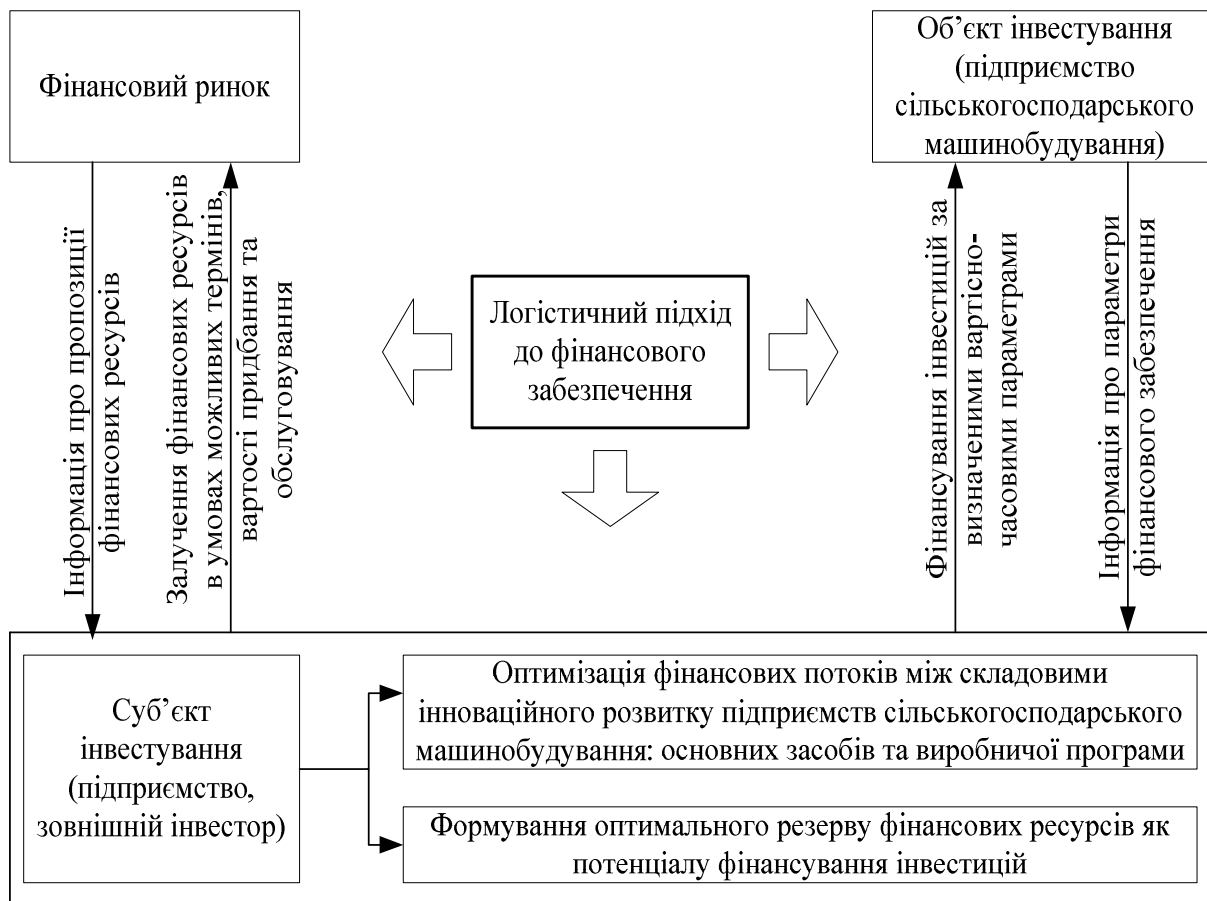 Фінансовий ринок
Об’єкт інвестування
(підприємство
сільськогосподарського
машинобудування)
Інформація про пропозиції
фінансових ресурсів
Залучення фінансових ресурсів
в умовах можливих термінів,
вартості придбання та
обслуговування
Логістичний підхід
до фінансового
забезпечення
Фінансування інвестицій за
визначеними вартісно-
часовими параметрами
Інформація про параметри
фінансового забезпечення
Суб’єкт
інвестування
(підприємство,
зовнішній інвестор)
Оптимізація фінансових потоків між складовими
інноваційного розвитку підприємств сільськогосподарського
машинобудування: основних засобів та виробничої програми
Формування оптимального резерву фінансових ресурсів як
потенціалу фінансування інвестицій